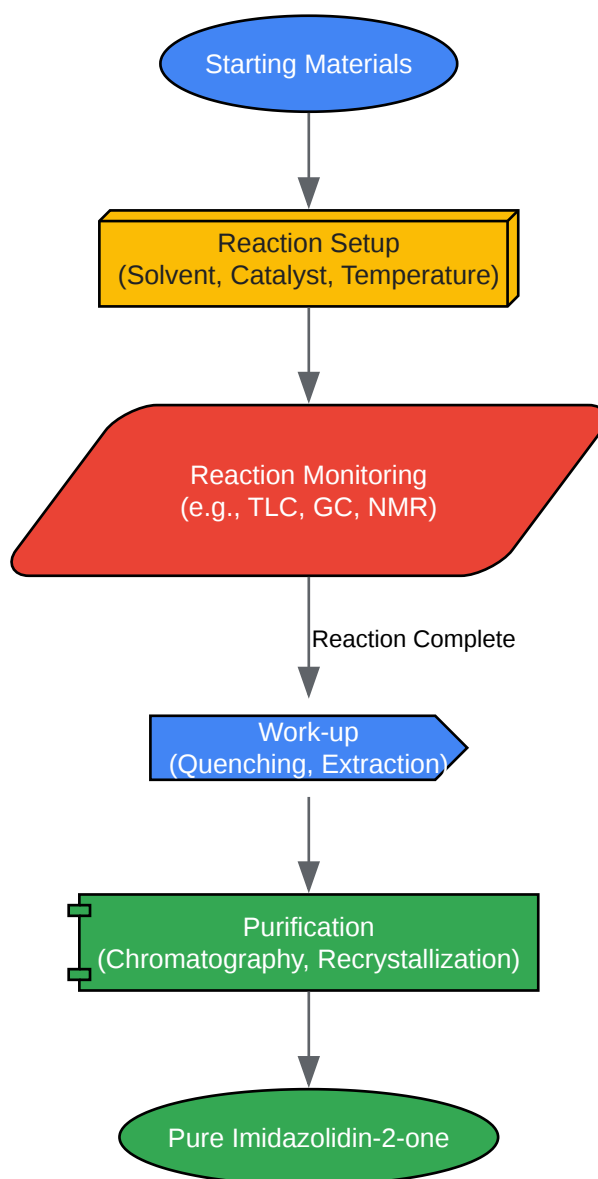 Starting Materials
Reaction Setup
(Solvent, Catalyst, Temperature)
Reaction Monitoring
(e.g., TLC, GC, NMR)
Reaction Complete
Work-up
(Quenching, Extraction)
Purification
(Chromatography, Recrystallization)
Pure Imidazolidin-2-one